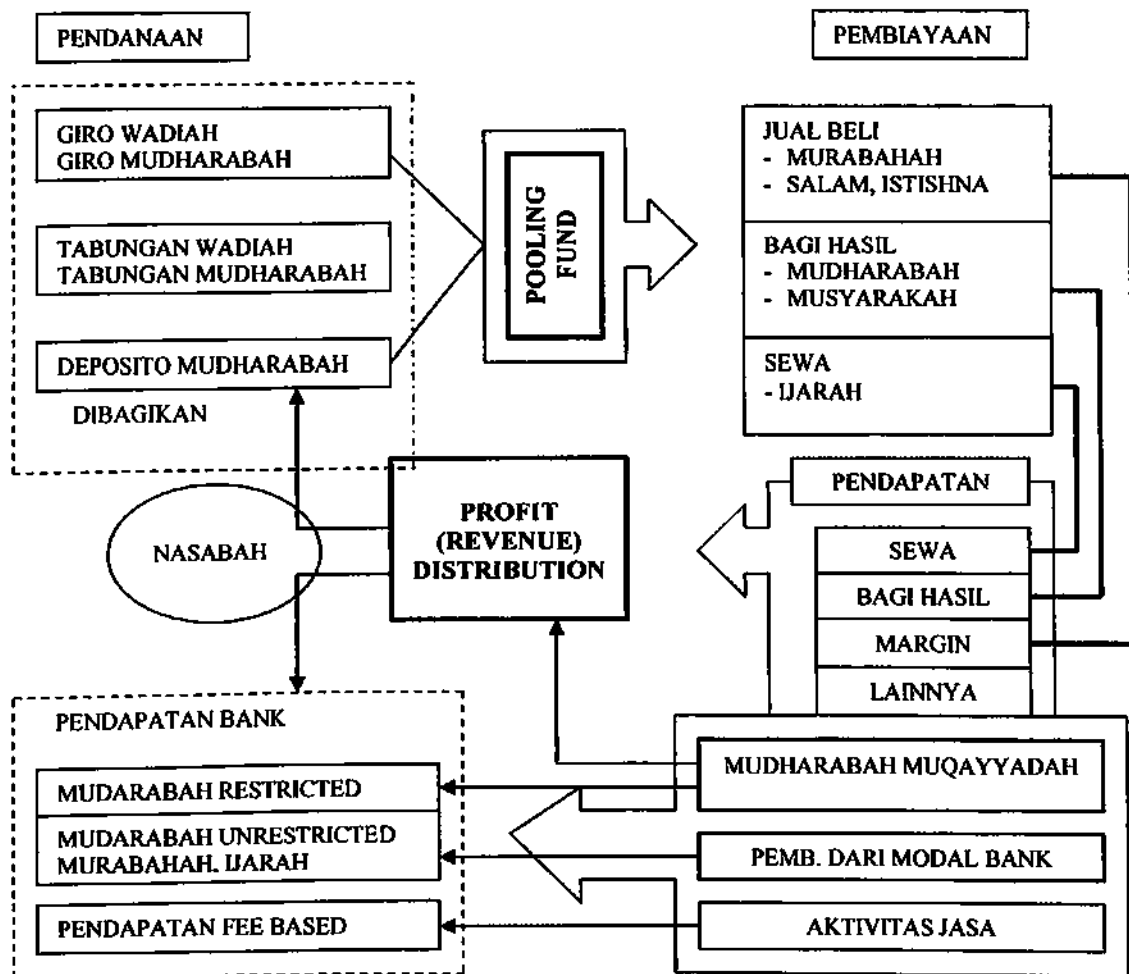 PENDANAAN
PEMBIAYAAN
GIRO WADIAH
GIRO MUDHARABAH
TABUNGAN WADIAH
TABUNGAN MUDHARABAH
DEPOSITO MUDHARABAH
DIBAGIKAN
POOLING
FUND
JUAL BELI
- MURABAHAH
- SALAM, ISTISHNA
BAGI HASIL
- MUDHARABAH
- MUSYARAKAH
SEWA
- IJARAH
NASABAH
PROFIT
(REVENUE)
DISTRIBUTION
PENDAPATAN
SEWA
BAGI HASIL
MARGIN
LAINNYA
PENDAPATAN BANK
MUDARABAH RESTRICTED
MUDARABAH UNRESTRICTED
MURABAHAH. IJARAH
PENDAPATAN FEE BASED
MUDHARABAH MUQAYYADAH
PEMB. DARI MODAL BANK
AKTIVITAS JASA